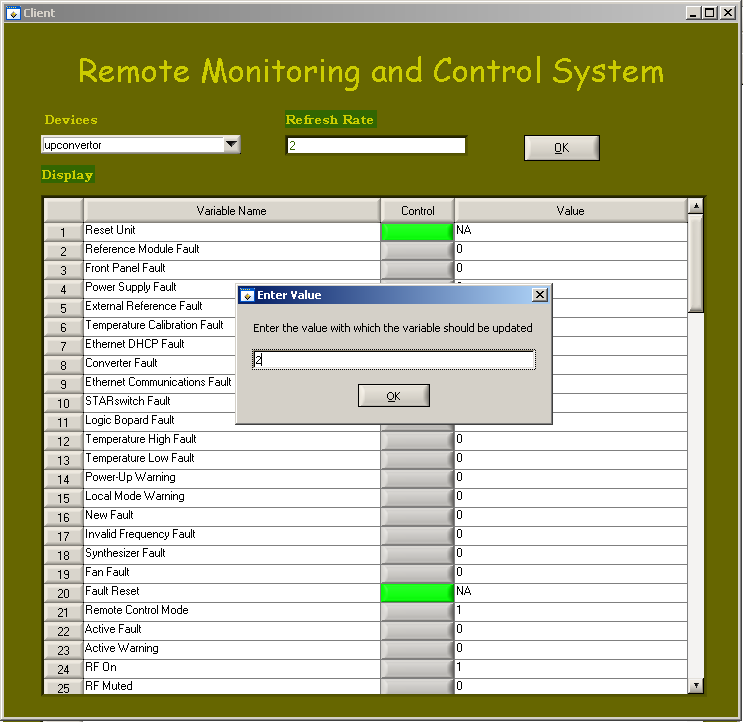 Client
Remote Monitoring and Control System
Devices
Refresh Rate
upconvertor
2
OK
Display
Variable Name Control Value
1 Reset Unit NA
2 Reference Module Fault 0
3 Front Panel Fault 0
4 Power Supply Fault
5 External Reference Fault
6 Temperature Calibration Fault
7 Ethernet DHCP Fault
8 Converter Fault
9 Ethernet Communications Fault
10 STARswitch Fault
11 Logic Bopard Fault
12 Temperature High Fault 0
13 Temperature Low Fault 0
14 Power-Up Warning 0
15 Local Mode Warning 0
16 New Fault 0
17 Invalid Frequency Fault 0
18 Synthesizer Fault 0
19 Fan Fault 0
20 Fault Reset NA
21 Remote Control Mode 1
22 Active Fault 0
23 Active Warning 0
24 RF On 1
25 RF Muted 0
Enter Value
Enter the value with which the variable should be updated
2
OK